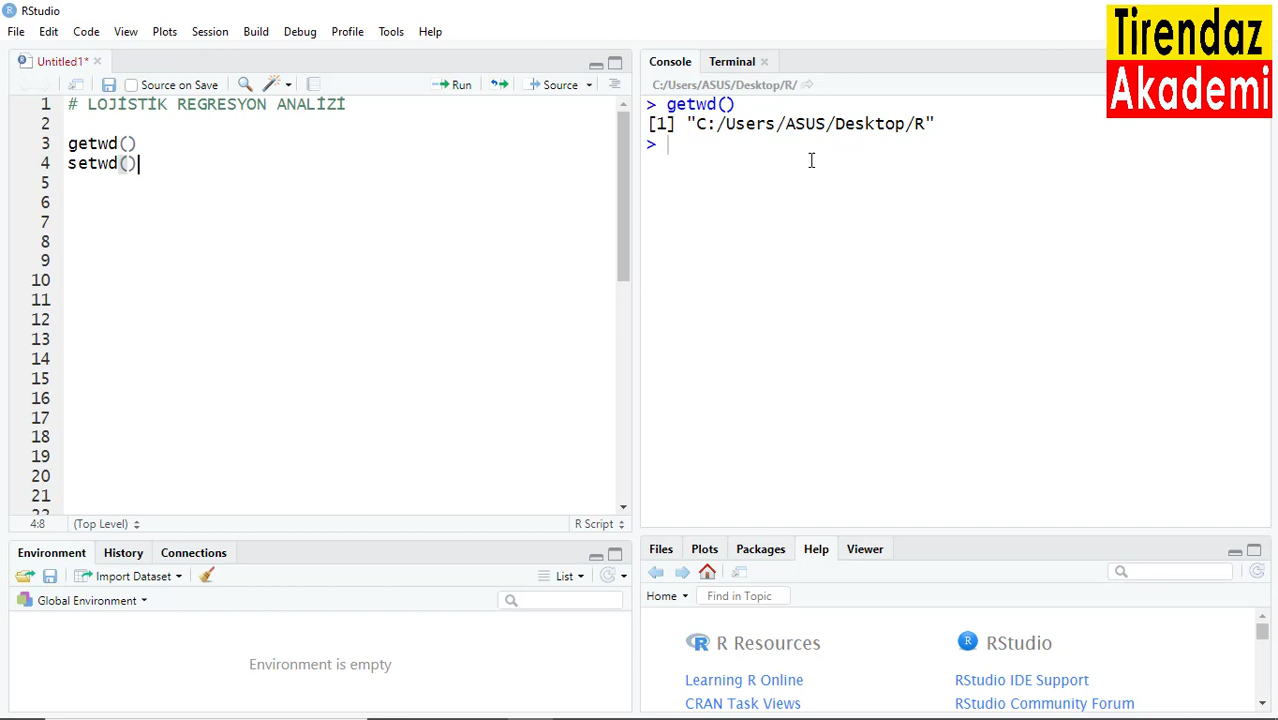 RStudio
File Edit Code View Plots Session Build Debug Profile Tools Help
Tirendaz
Akademi
Untitled1*
Source on Save
Run
Source
1 # LOJİSTİK REGRESYON ANALİZİ
2
3 getwd()
4 setwd()
5
6
7
8
9
10
11
12
13
14
15
16
17
18
19
20
21
4:8 (Top Level) R Script
Console Terminal
C:/Users/ASUS/Desktop/R/
> getwd()
[1] "C:/Users/ASUS/Desktop/R"
>
Environment History Connections
Import Dataset List
Global Environment
Environment is empty
Files Plots Packages Help Viewer
Home Find in Topic
R Resources RStudio
Learning R Online RStudio IDE Support
CRAN Task Views RStudio Community Forum